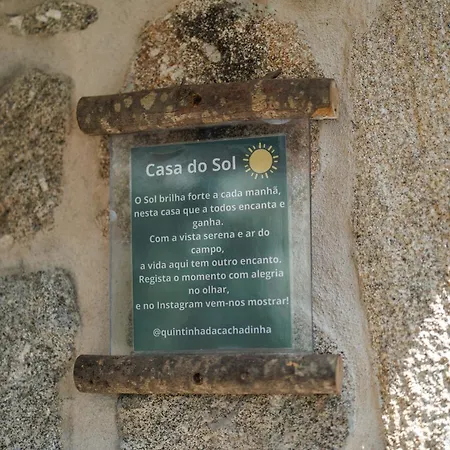 Casa do Sol
O Sol brilha forte a cada manhã,
nesta casa que a todos encanta e
ganha.
Com a vista serena e ar do
campo,
a vida aqui tem outro encanto.
Regista o momento com alegria
no olhar,
e no Instagram vem-nos mostrar!
@quintinhadacachadinha